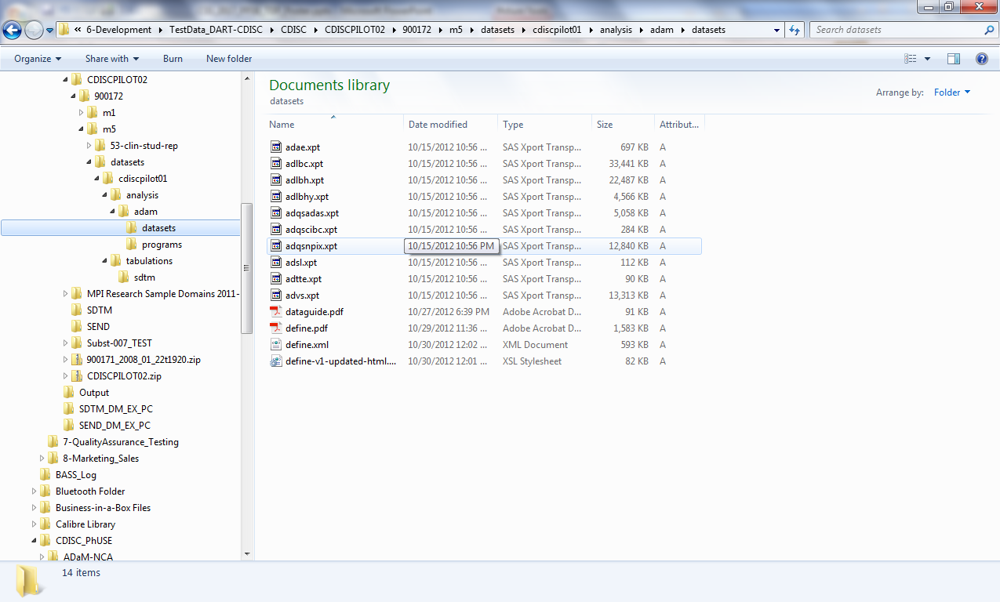 « 6-Development ▸ TestData_DART-CDISC ▸ CDISC ▸ CDISCPILOT02 ▸ 900172 ▸ m5 ▸ datasets ▸ cdiscpilot01 ▸ analysis ▸ adam ▸ datasets
Search datasets
Organize Share with Burn New folder
CDISCPILOT02
900172
m1
m5
53-clin-stud-rep
datasets
cdiscpilot01
analysis
adam
datasets
programs
tabulations
sdtm
MPI Research Sample Domains 2011-
SDTM
SEND
Subst-007_TEST
900171_2008_01_22t1920.zip
CDISCPILOT02.zip
Output
SDTM_DM_EX_PC
SEND_DM_EX_PC
7-QualityAssurance_Testing
8-Marketing_Sales
BASS_Log
Bluetooth Folder
Business-in-a-Box Files
Calibre Library
CDISC_PhUSE
ADaM-NCA
Documents library
datasets
Arrange by: Folder
Name Date modified Type Size Attribut...
adae.xpt 10/15/2012 10:56 ... SAS Xport Transp... 697 KB A
adlbc.xpt 10/15/2012 10:56 ... SAS Xport Transp... 33,441 KB A
adlbh.xpt 10/15/2012 10:56 ... SAS Xport Transp... 22,487 KB A
adlbhy.xpt 10/15/2012 10:56 ... SAS Xport Transp... 4,566 KB A
adqsadas.xpt 10/15/2012 10:56 ... SAS Xport Transp... 5,058 KB A
adqscibc.xpt 10/15/2012 10:56 ... SAS Xport Transp... 284 KB A
adqsnpix.xpt 10/15/2012 10:56 PM SAS Xport Transp... 12,840 KB A
adsl.xpt 10/15/2012 10:56 ... SAS Xport Transp... 112 KB A
adtte.xpt 10/15/2012 10:56 ... SAS Xport Transp... 90 KB A
advs.xpt 10/15/2012 10:56 ... SAS Xport Transp... 13,313 KB A
dataguide.pdf 10/27/2012 6:39 PM Adobe Acrobat D... 91 KB A
define.pdf 10/29/2012 11:36 ... Adobe Acrobat D... 1,583 KB A
define.xml 10/30/2012 12:02 ... XML Document 593 KB A
define-v1-updated-html.... 10/30/2012 12:01 ... XSL Stylesheet 82 KB A
14 items